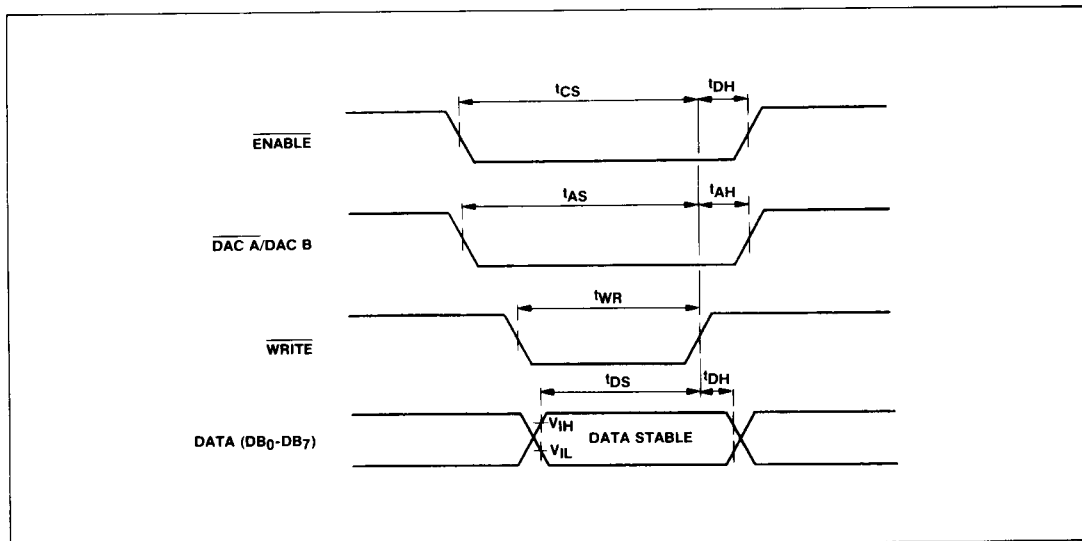 tCS tDH
ENABLE
tAS tAH
DAC A/DAC B
tWR
WRITE
tDS tDH
VIH
DATA (DB0-DB7) DATA STABLE
VIL